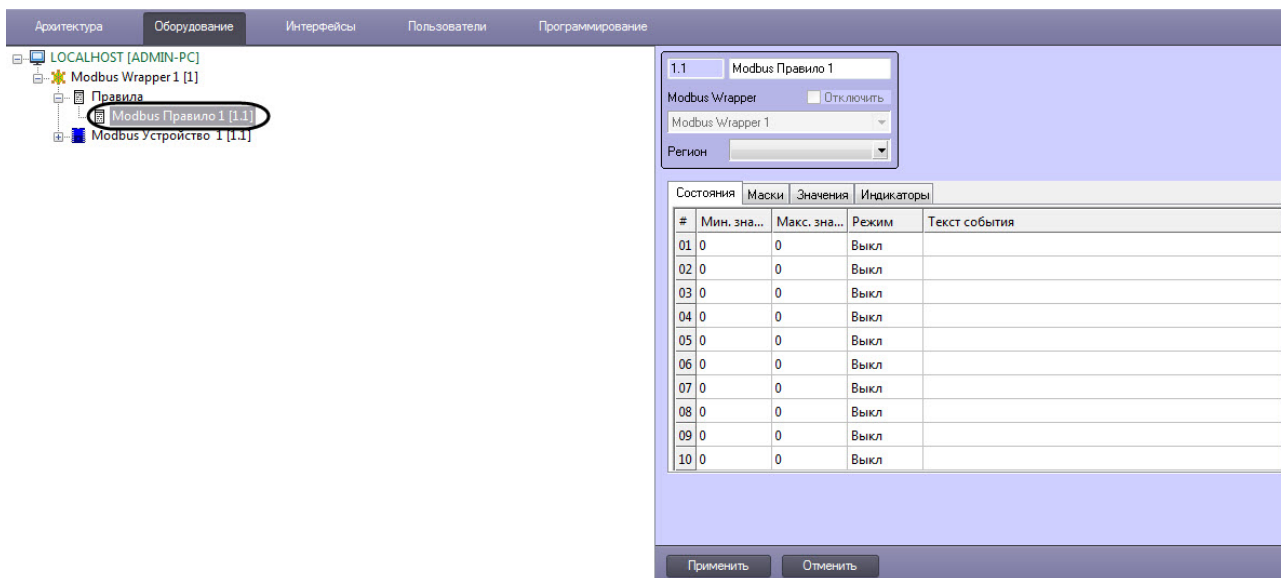 Архитектура Оборудование Интерфейсы Пользователи Программирование
LOCALHOST [ADMIN-PC]
Modbus Wrapper 1 [1]
Правила
Modbus Правило 1 [1.1]
Modbus Устройство 1 [1.1]
1.1 Modbus Правило 1
Modbus Wrapper Отключить
Modbus Wrapper 1
Регион
Состояния Маски Значения Индикаторы
# Мин. зна... Макс. зна... Режим Текст события
01 0 0 Выкл
02 0 0 Выкл
03 0 0 Выкл
04 0 0 Выкл
05 0 0 Выкл
06 0 0 Выкл
07 0 0 Выкл
08 0 0 Выкл
09 0 0 Выкл
10 0 0 Выкл
Применить Отменить